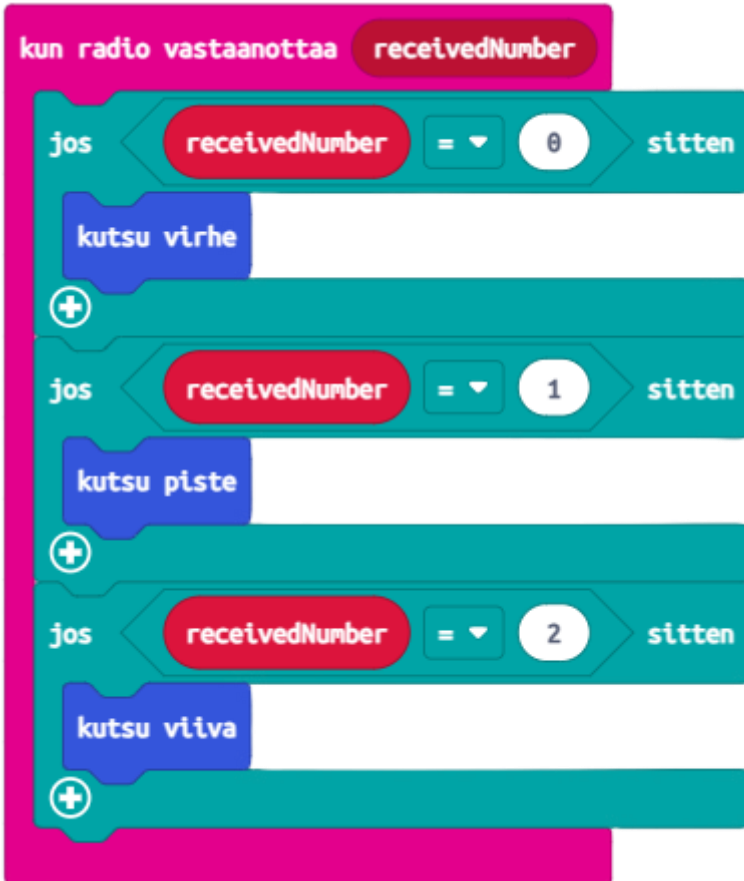 kun radio vastaanottaa receivedNumber
jos receivedNumber = 0 sitten
kutsu virhe
jos receivedNumber = 1 sitten
kutsu piste
jos receivedNumber = 2 sitten
kutsu viiva